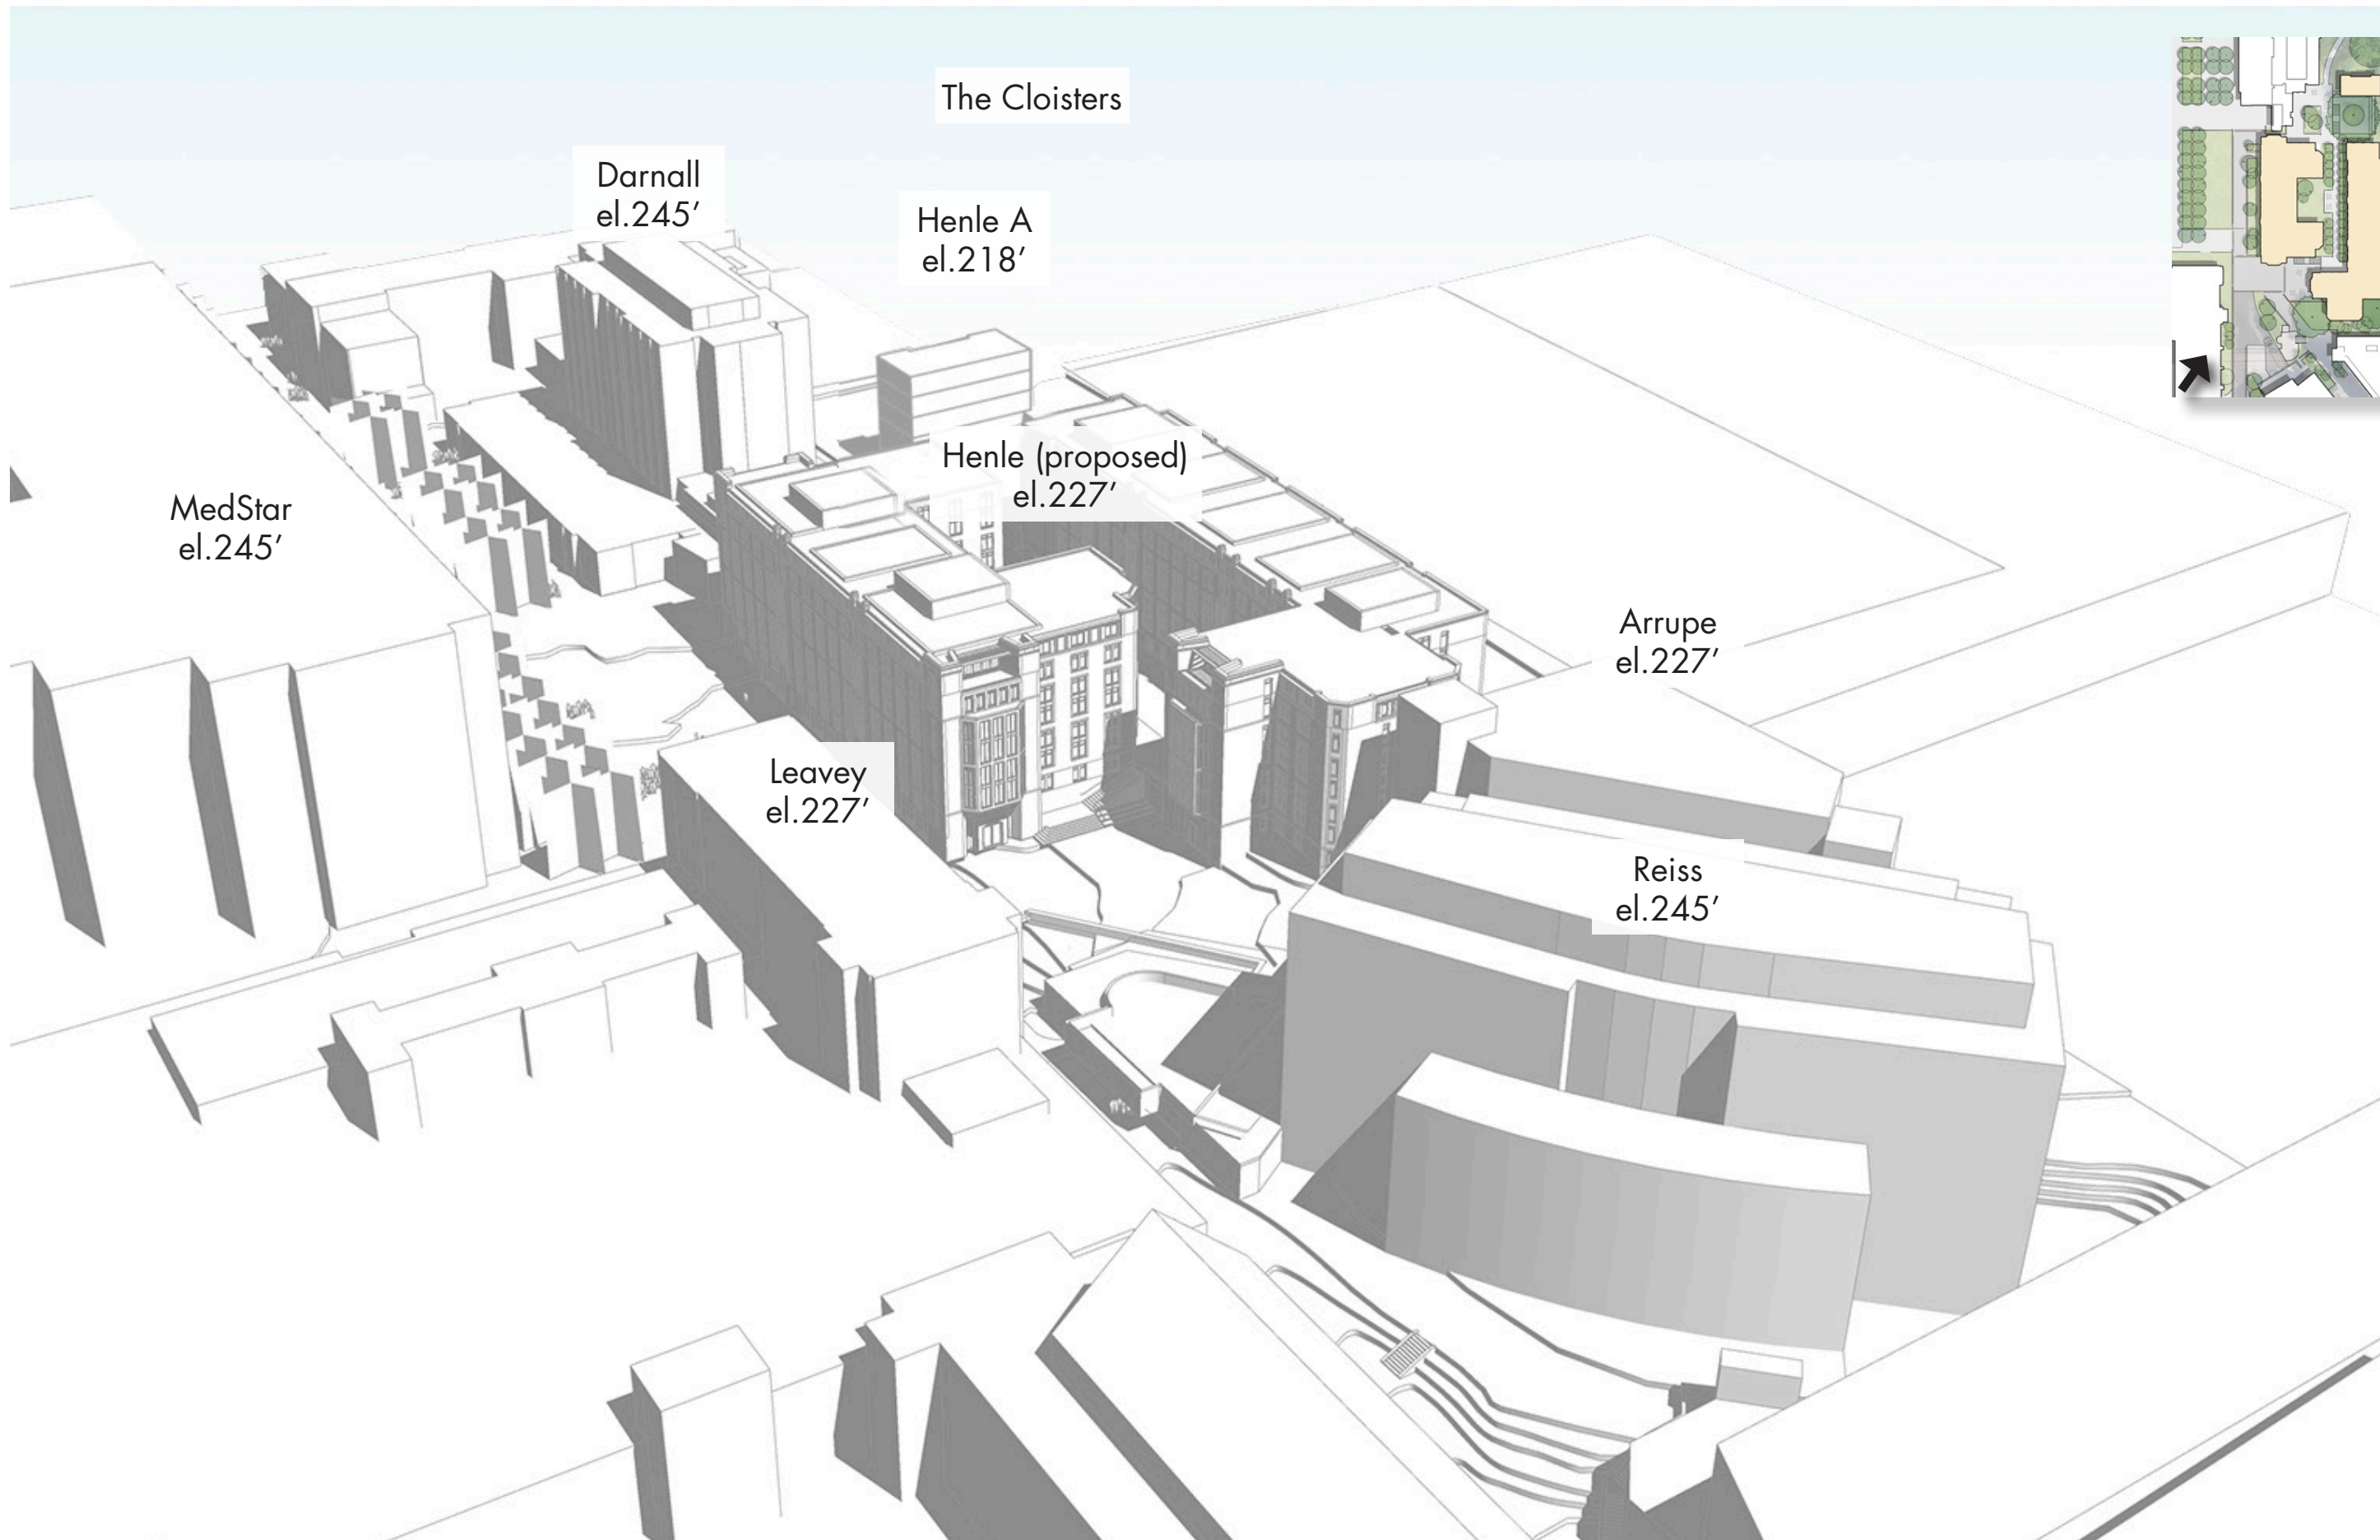 The Cloisters
Darnall
el.245’
Henle A
el.218’
Henle (proposed)
el.227’
MedStar
el.245’
Arrupe
el.227’
Leavey
el.227’
Reiss
el.245’